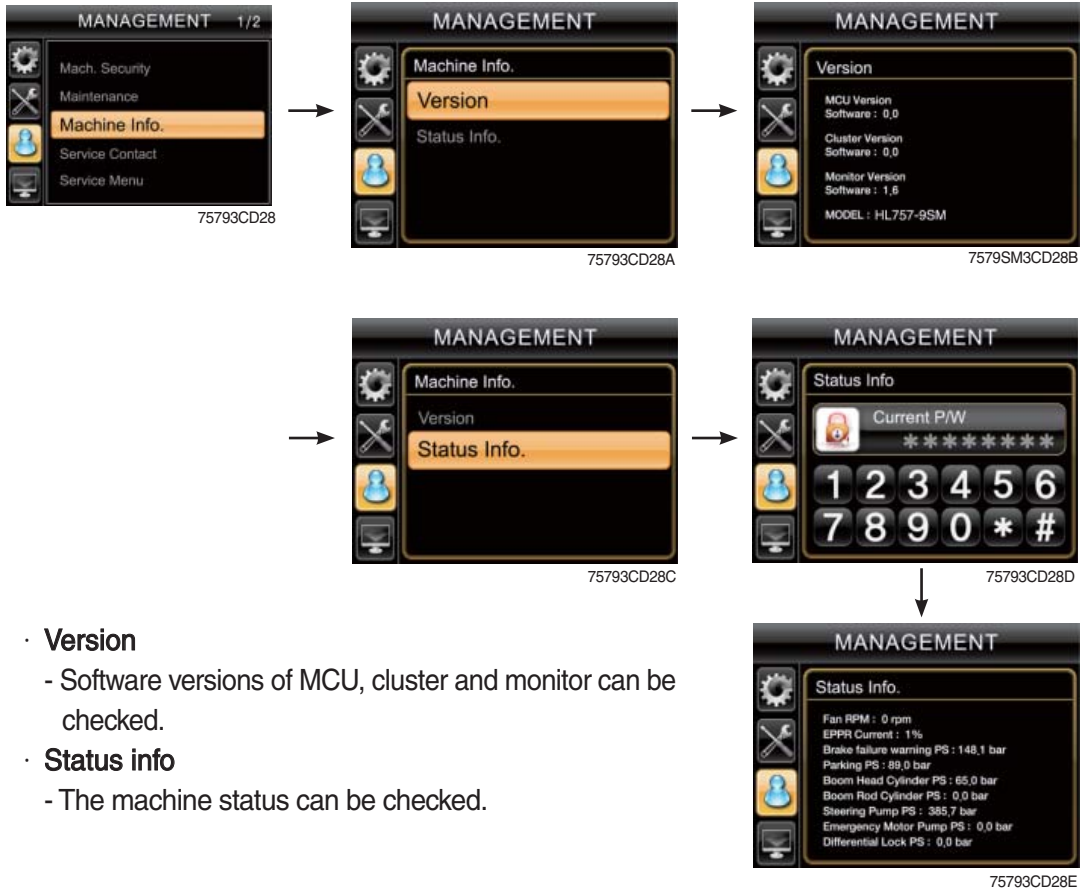 MANAGEMENT 1/2
Mach. Security
Maintenance
Machine Info.
Service Contact
Service Menu
75793CD28
MANAGEMENT
Machine Info.
Version
Status Info.
75793CD28A
MANAGEMENT
Version
MCU Version
Software : 0,0
Cluster Version
Software : 0,0
Monitor Version
Software : 1,6
MODEL : HL757-9SM
7579SM3CD28B
MANAGEMENT
Machine Info.
Version
Status Info.
75793CD28C
MANAGEMENT
Status Info
Current P/W
********
1 2 3 4 5 6
7 8 9 0 * #
75793CD28D
· Version
- Software versions of MCU, cluster and monitor can be
checked.
· Status info
- The machine status can be checked.
MANAGEMENT
Status Info.
Fan RPM : 0 rpm
EPPR Current : 1%
Brake failure warning PS : 148,1 bar
Parking PS : 89,0 bar
Boom Head Cylinder PS : 65,0 bar
Boom Rod Cylinder PS : 0,0 bar
Steering Pump PS : 385,7 bar
Emergency Motor Pump PS : 0,0 bar
Differential Lock PS : 0,0 bar
75793CD28E